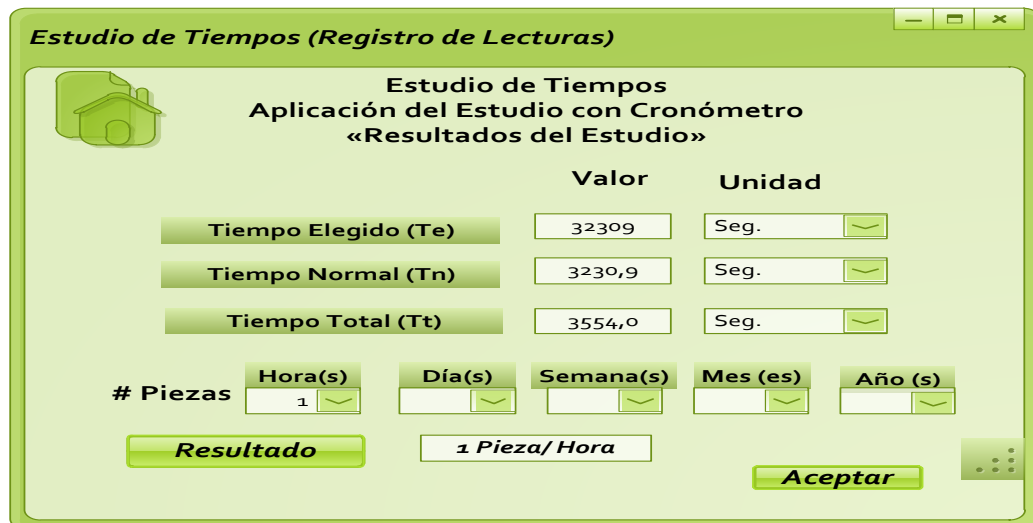 Estudio de Tiempos (Registro de Lecturas)
Estudio de Tiempos
Aplicación del Estudio con Cronómetro
«Resultados del Estudio»
Valor Unidad
Tiempo Elegido (Te) 32309 Seg.
Tiempo Normal (Tn) 3230,9 Seg.
Tiempo Total (Tt) 3554,0 Seg.
Hora(s) Día(s) Semana(s) Mes (es) Año (s)
# Piezas 1
Resultado 1 Pieza/ Hora
Aceptar